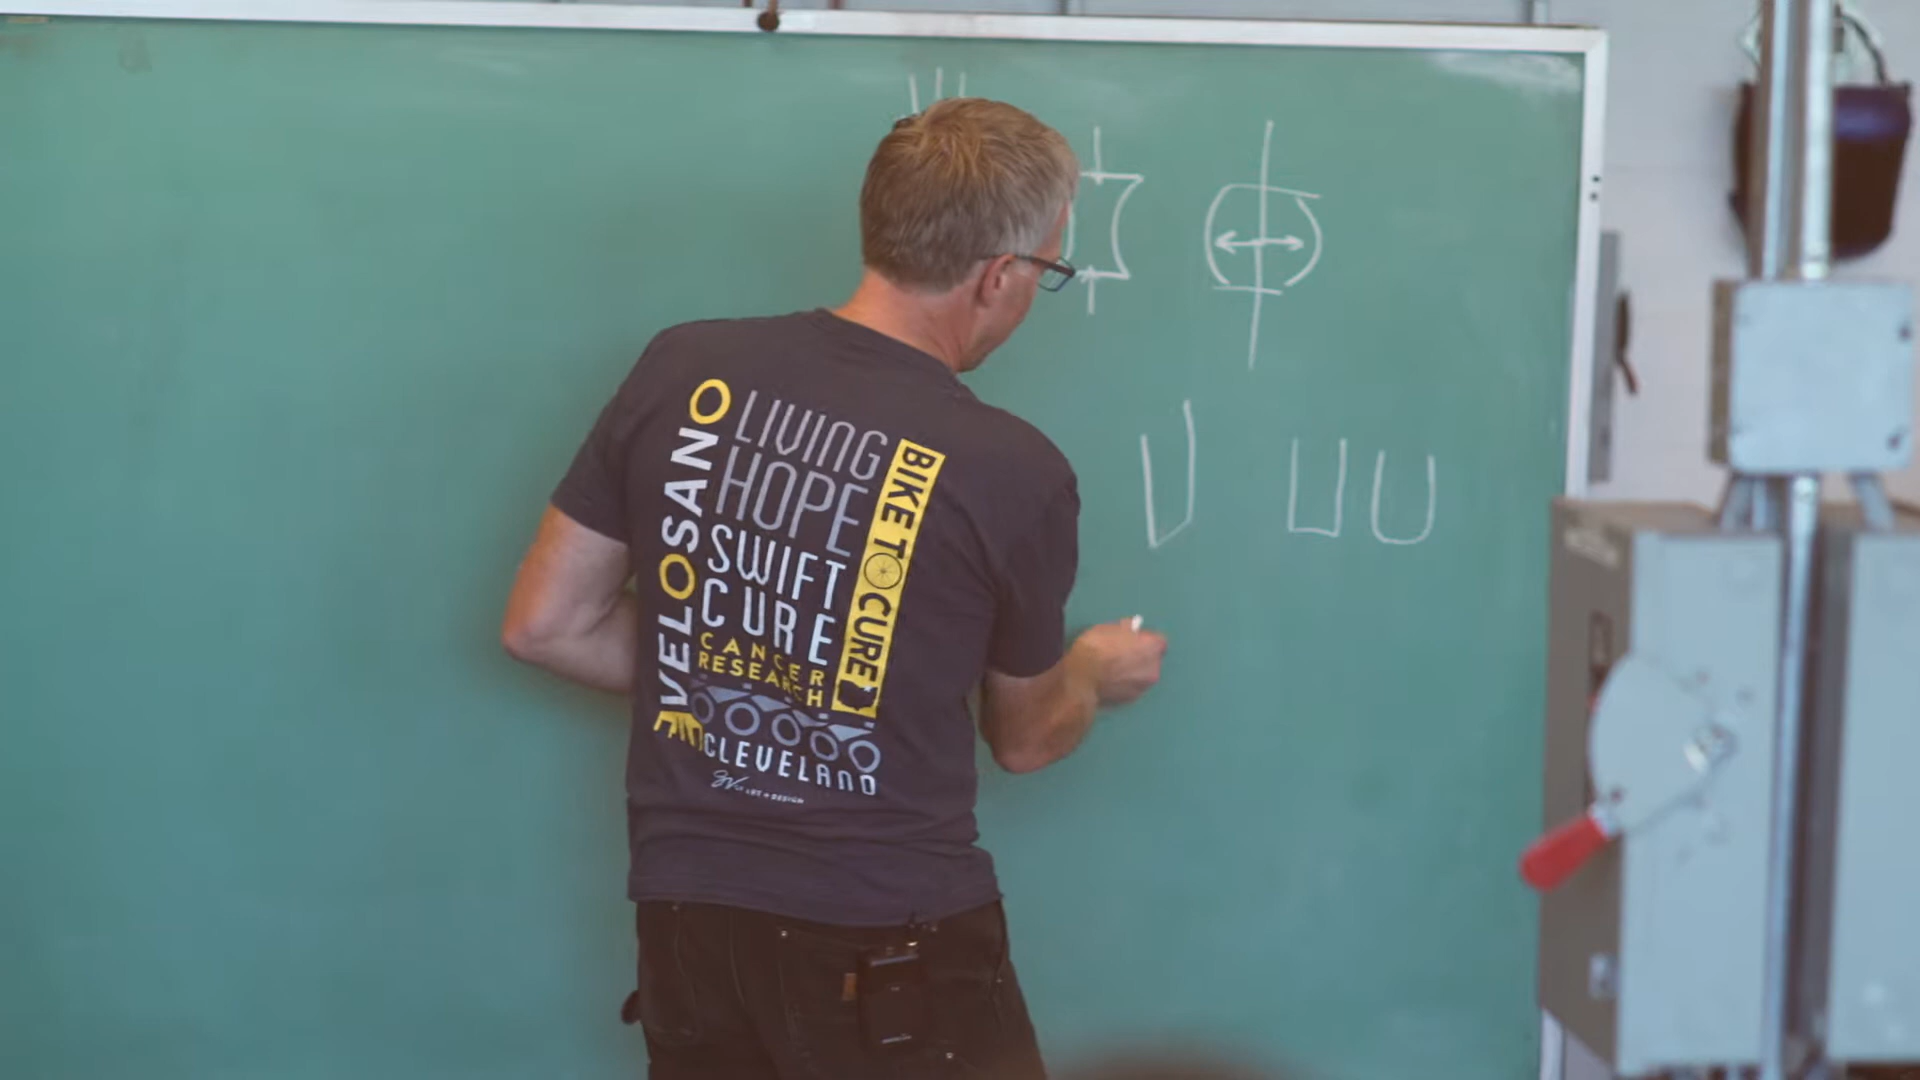 VELOSANO
LIVING
HOPE
SWIFT
CURE
CANCER
RESEARCH
BIKE TO CURE
CLEVELAND